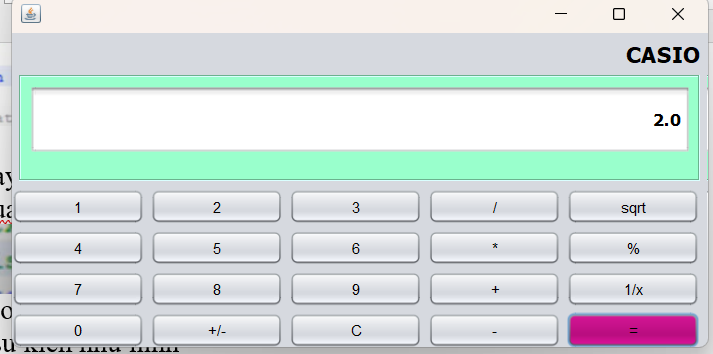 CASIO
2.0
1 2 3 / sqrt
4 5 6 * %
7 8 9 + 1/x
0 +/- C - =